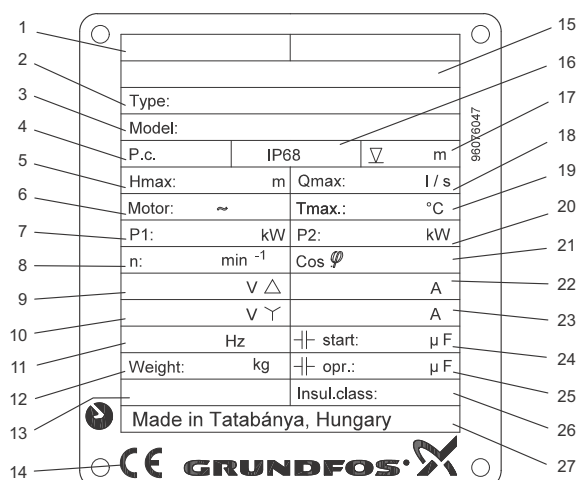 1
15
2
Type:
16
3
Model:
17
4
P.c. IP68 m
96076047
18
5
Hmax: m Qmax: l / s
19
6
Motor: ~ Tmax.: °C
20
7
P1: kW P2: kW
21
8
n: min -1 Cos φ
22
9
V △ A
23
10
V Y A
24
11
Hz start: µ F
25
12
Weight: kg opr.: µ F
26
13
Insul.class:
Made in Tatabánya, Hungary
27
14
CE GRUNDFOS